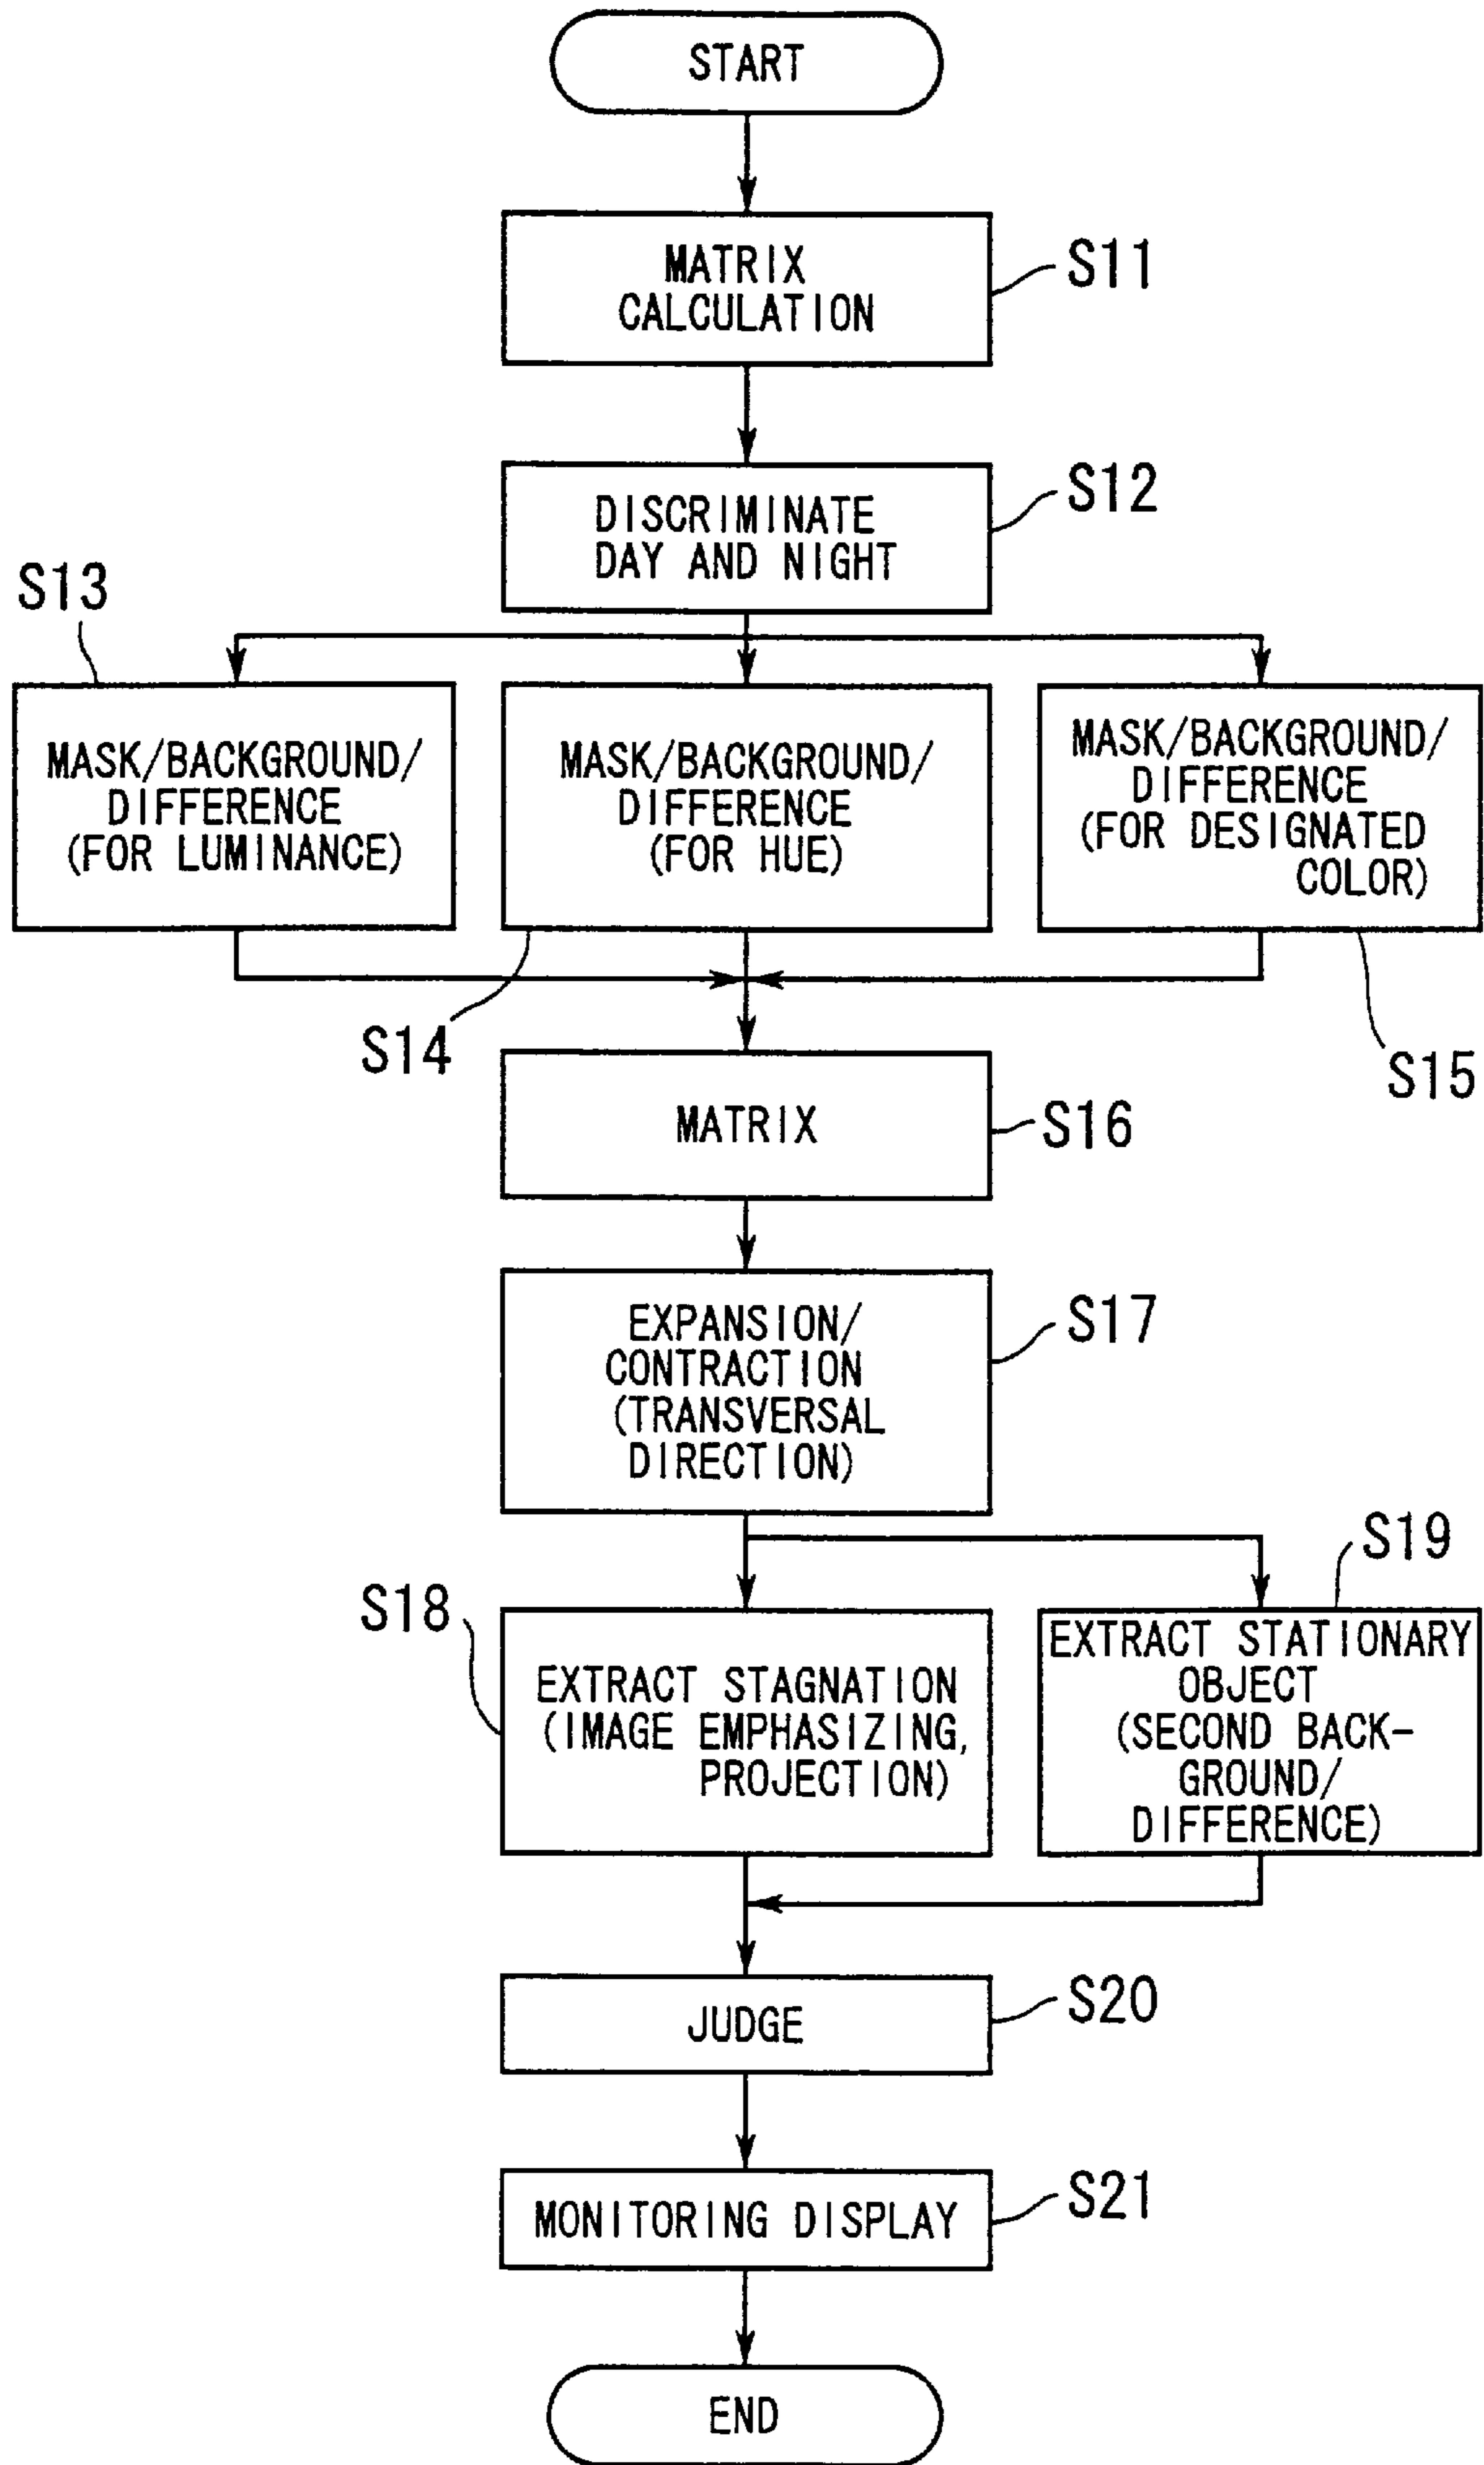 START
MATRIX
CALCULATION
S11
DISCRIMINATE
DAY AND NIGHT
S12
S13
MASK/BACKGROUND/
DIFFERENCE
(FOR LUMINANCE)
MASK/BACKGROUND/
DIFFERENCE
(FOR HUE)
MASK/BACKGROUND/
DIFFERENCE
(FOR DESIGNATED
COLOR)
S14
S15
MATRIX
S16
EXPANSION/
CONTRACTION
(TRANSVERSAL
DIRECTION)
S17
S18
EXTRACT STAGNATION
(IMAGE EMPHASIZING,
PROJECTION)
S19
EXTRACT STATIONARY
OBJECT
(SECOND BACK-
GROUND/
DIFFERENCE)
JUDGE
S20
MONITORING DISPLAY
S21
END